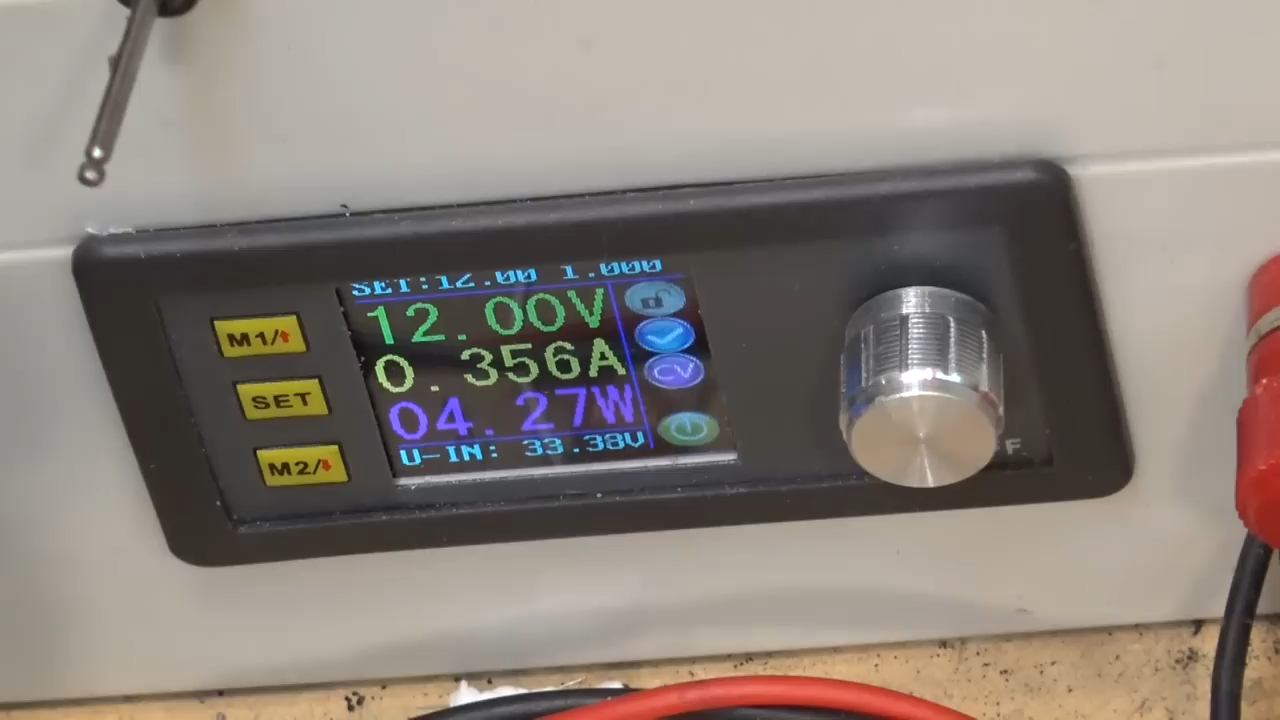 SET:12.00 1.000
12.00V
0.356A
04.27W
U-IN: 33.38V
CV
M1/
SET
M2/
F